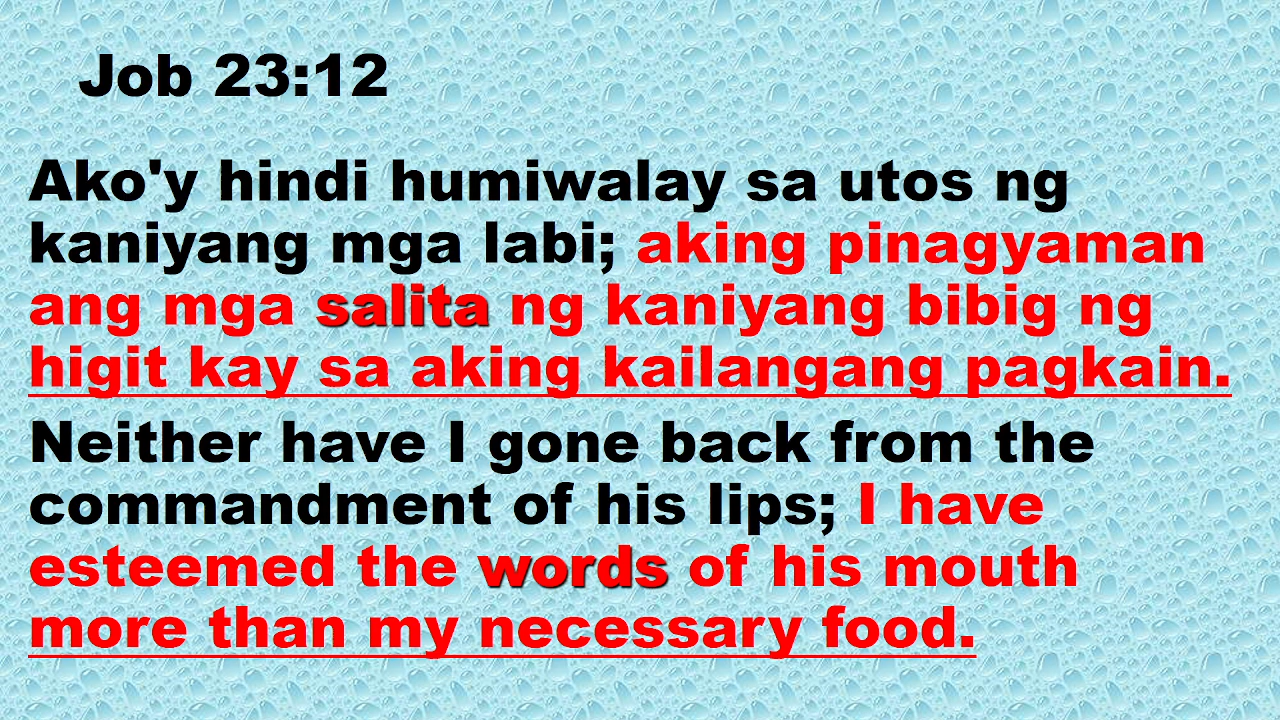 Job 23:12
Ako'y hindi humiwalay sa utos ng
kaniyang mga labi; aking pinagyaman
ang mga salita ng kaniyang bibig ng
higit kay sa aking kailangang pagkain.
Neither have I gone back from the
commandment of his lips; I have
esteemed the words of his mouth
more than my necessary food.